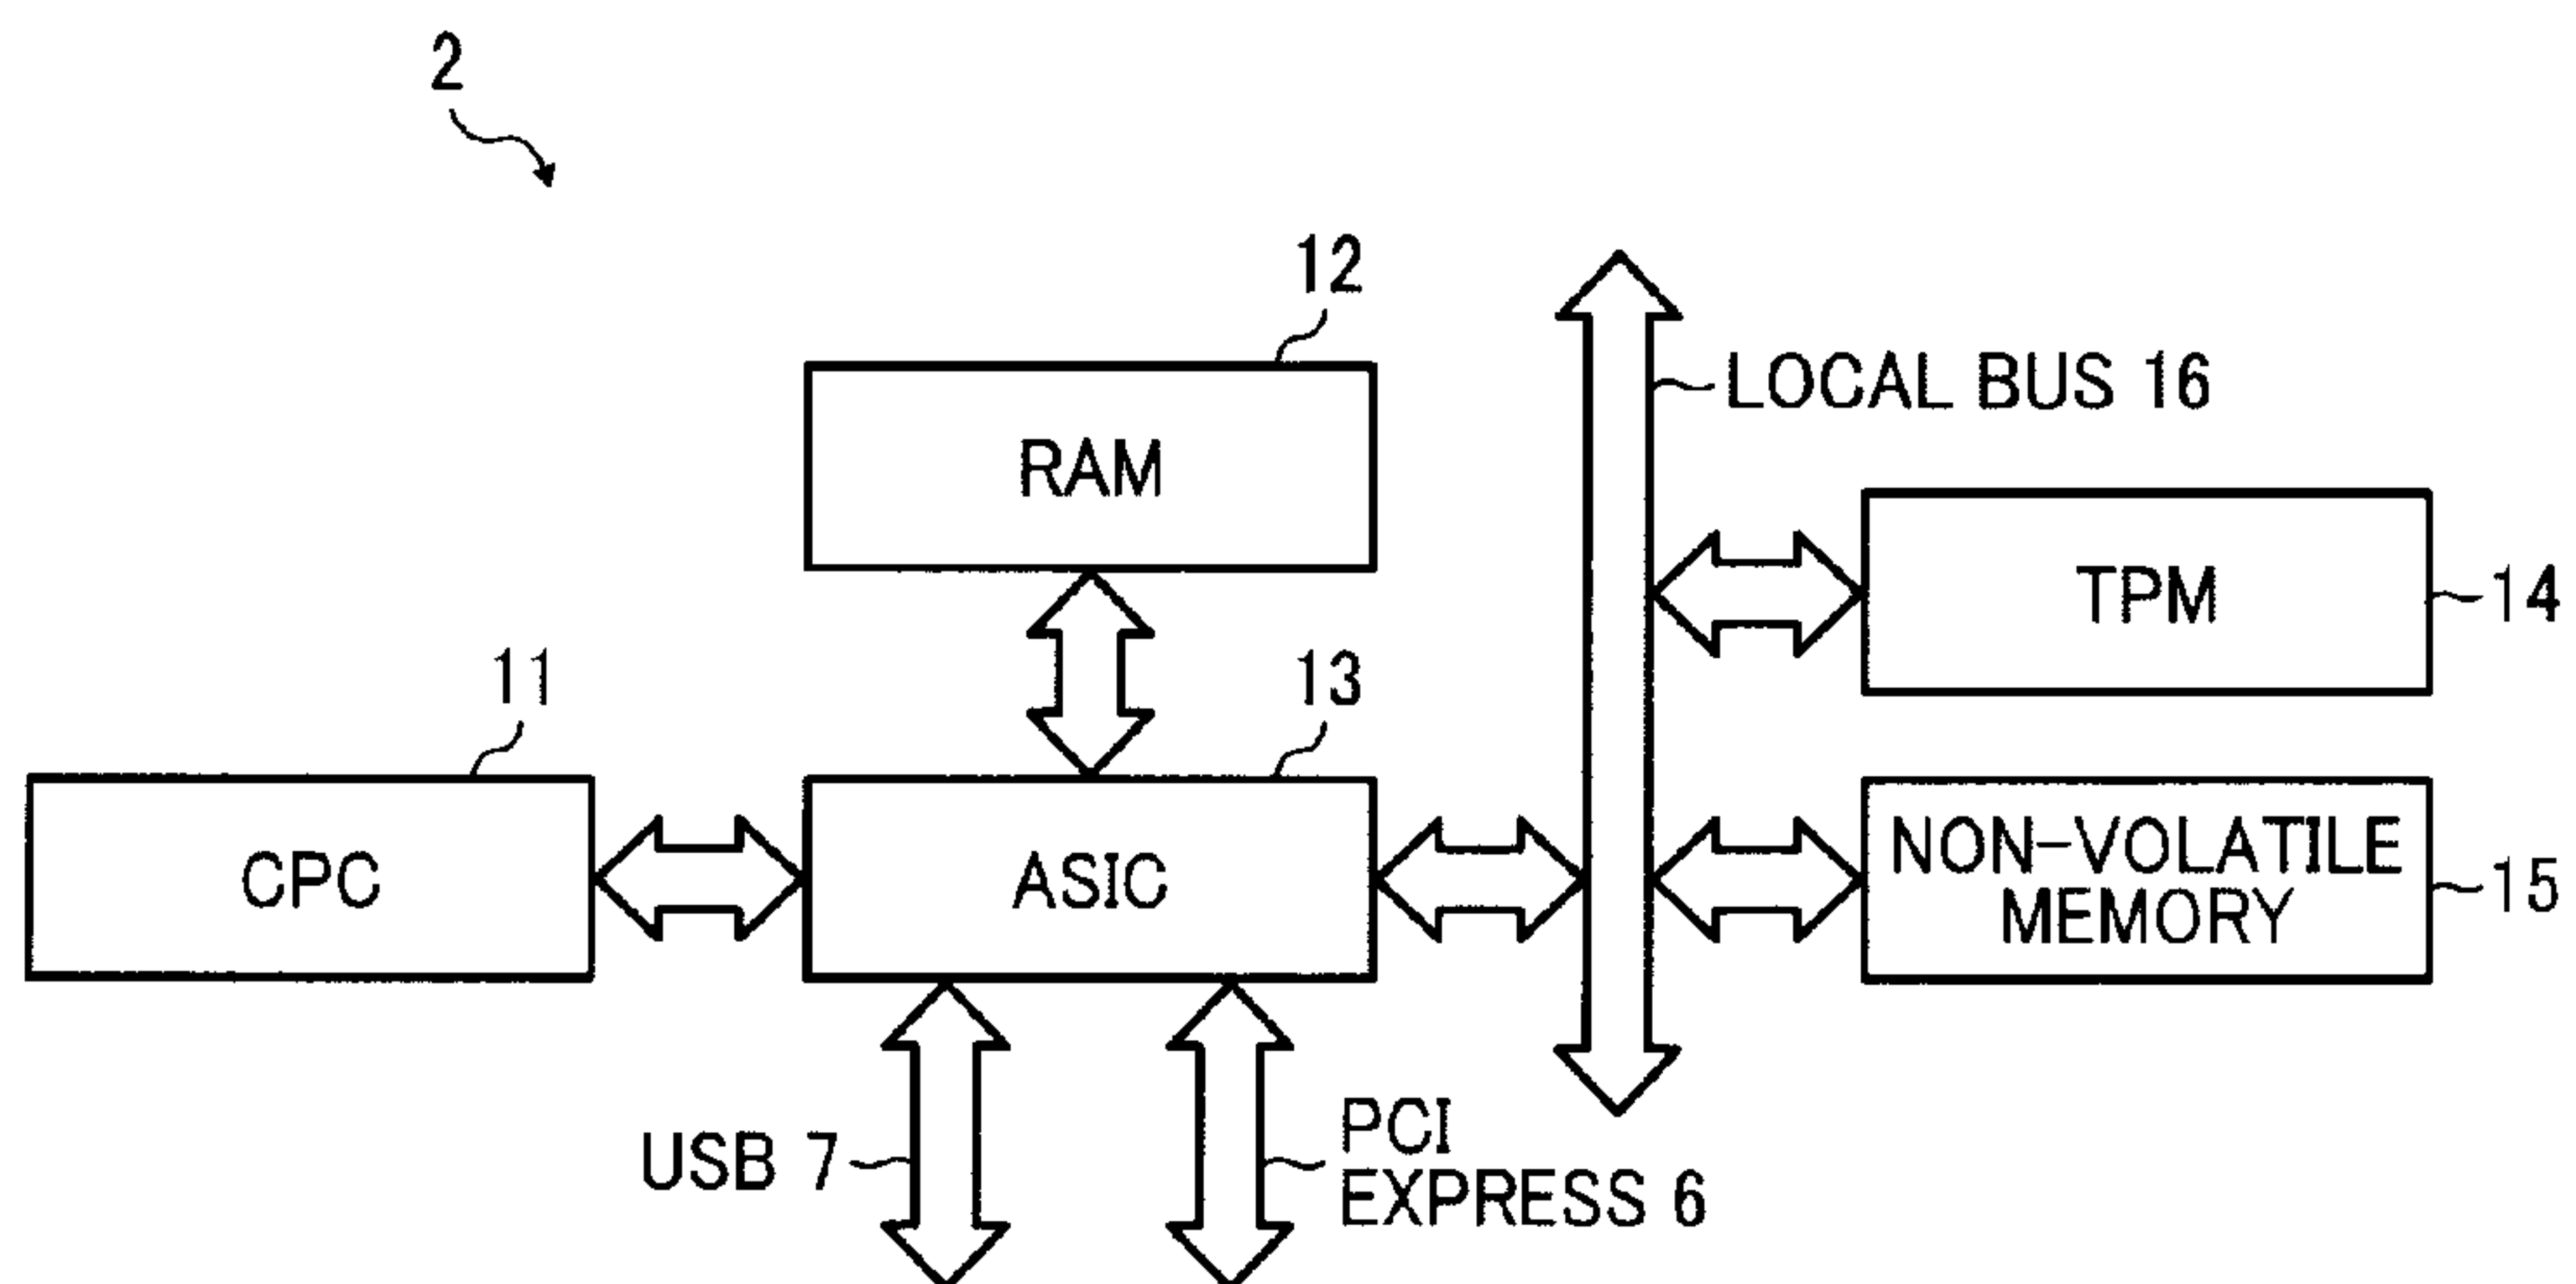 2
12
LOCAL BUS 16
RAM
TPM
14
11
13
CPC
ASIC
NON-VOLATILE
MEMORY
15
USB 7
PCI
EXPRESS 6